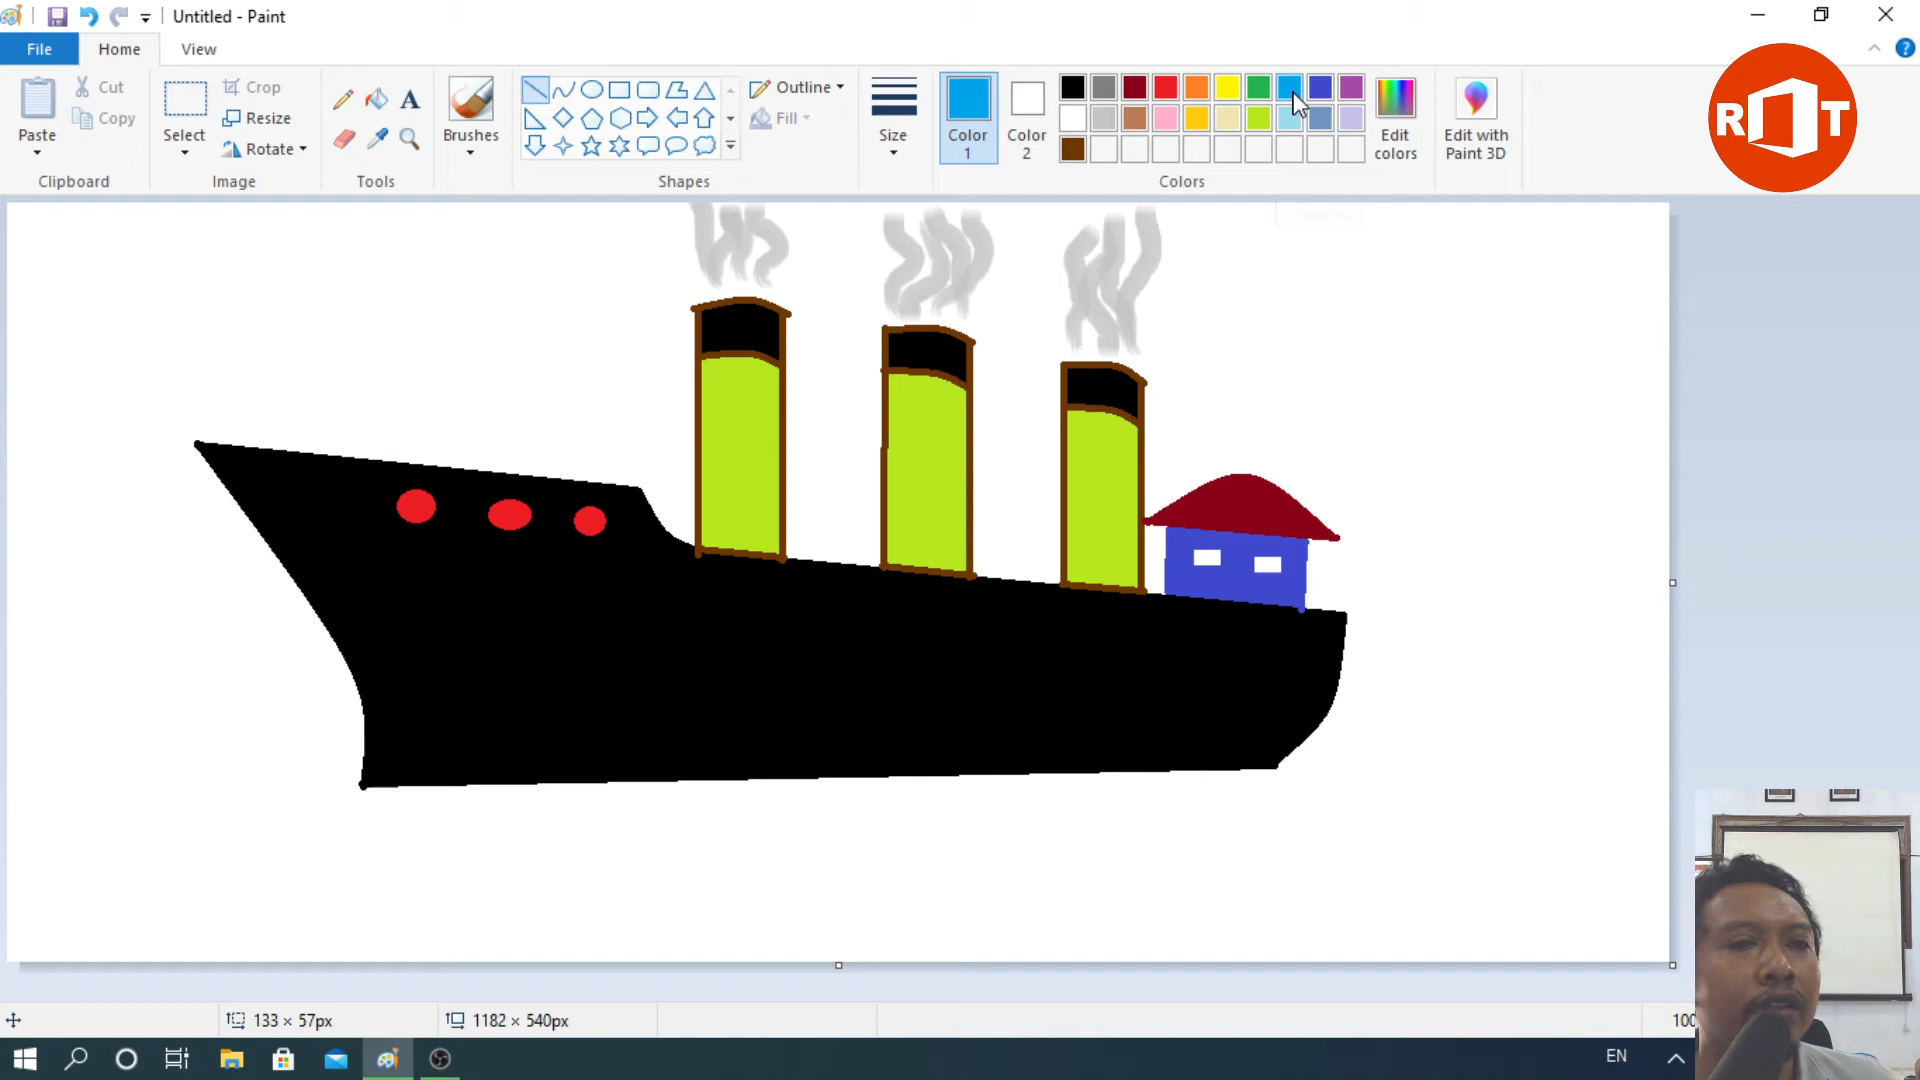 Untitled - Paint
File
Home
View
Paste
Cut
Copy
Clipboard
Select
Crop
Resize
Rotate
Image
A
Tools
Brushes
Outline
Fill
Shapes
Size
Color
1
Color
2
Colors
Edit
colors
Edit with
Paint 3D
R T
133 × 57px
1182 × 540px
100
EN